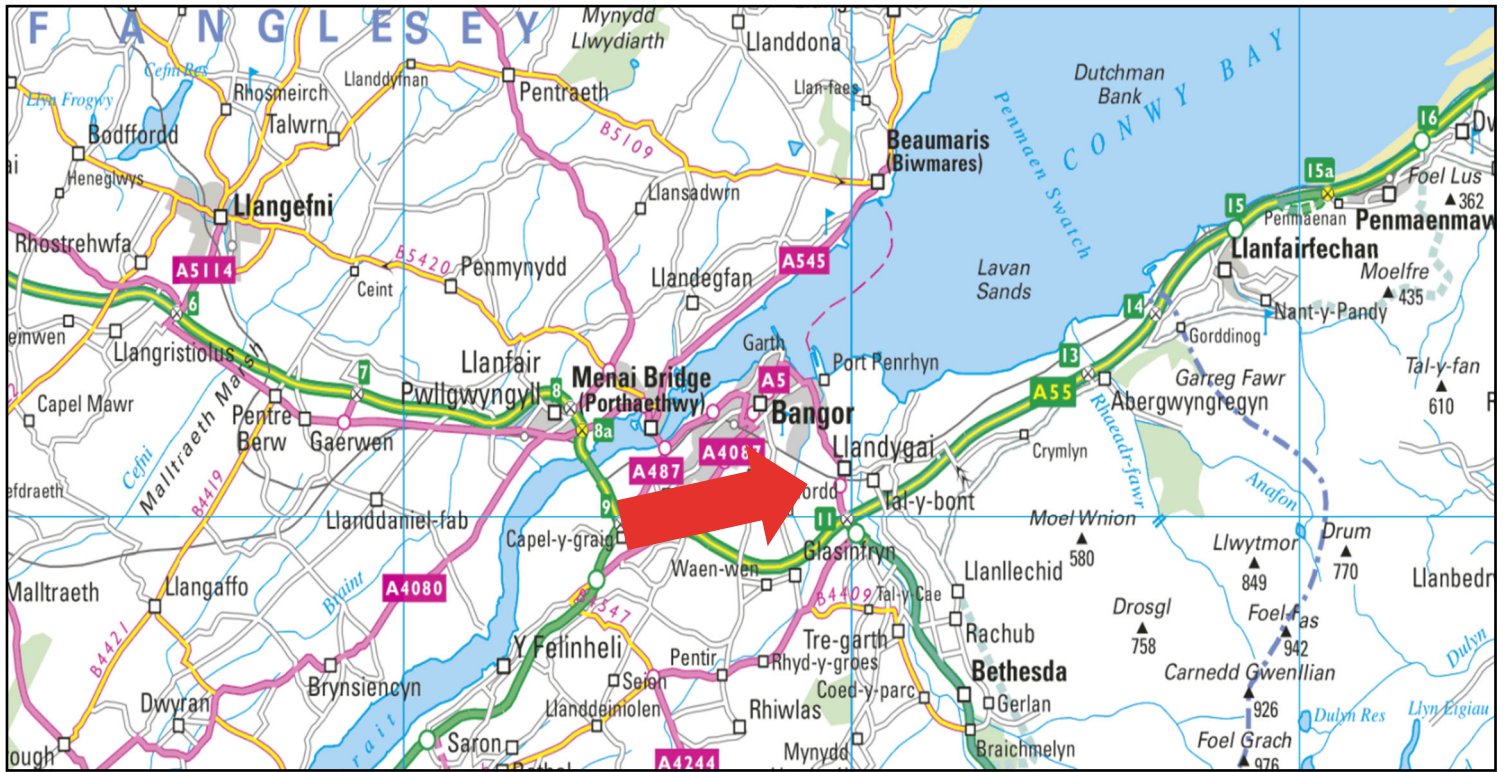 F ANGLESEY
Mynydd
Llwydiarth
Llanddona
CONWY BAY
Dutchman
Bank
Cefni Res
Llyn Frogwy
Rhosmeirch
Llanddyfnan
Pentraeth
Llan-faes
Penmaen Swatch
16
Bodffordd
Talwrn
B5109
Beaumaris
(Biwmares)
15a
Foel Lus
362
Heneglwys
Llansadwrn
15
Penmaenan
Penmaenmaw
Llangefni
Rhostrehwfa
A5114
B5420
Penmynydd
Llandegfan
A545
Lavan
Sands
Llanfairfechan
Moelfre
435
Ceint
6
14
Nant-y-Pandy
einwen
Llangristiolus
Gorddinog
Llanfair
Pwllgwyngyll
Garth
Port Penrhyn
13
Tal-y-fan
610
7
8
Menai Bridge
(Porthaethwy)
A5
A55
Garreg Fawr
Capel Mawr
Malltraeth Marsh
Pentre
Berw
Gaerwen
8a
Bangor
Abergwyngregyn
Cefni
A487
A4087
Llandygai
Crymlyn
Rhaeadr-fawr
efdraeth
B4419
Llanddaniel-fab
9
ordd
Tal-y-bont
Anafon
Capel-y-graig
11
Moel Wnion
580
Llwytmor
849
Drum
770
Glasinfryn
Malltraeth
Llangaffo
Braint
A4080
Waen-wen
Llanllechid
Llanbedr
B4547
B4409
Tal-y-Cae
Drosgl
758
Foel-fras
942
B4421
Y Felinheli
Tre-garth
Rachub
Dulyn
Pentir
Rhyd-y-groes
Bethesda
Carnedd Gwenllian
926
Brynsiencyn
Seion
Coed-y-parc
Gerlan
Dwyran
Llanddeiniolen
Rhiwlas
Dulyn Res
Llyn Eigiau
ough
rait
Saron
A4244
Mynydd
Braichmelyn
Foel Grach
976